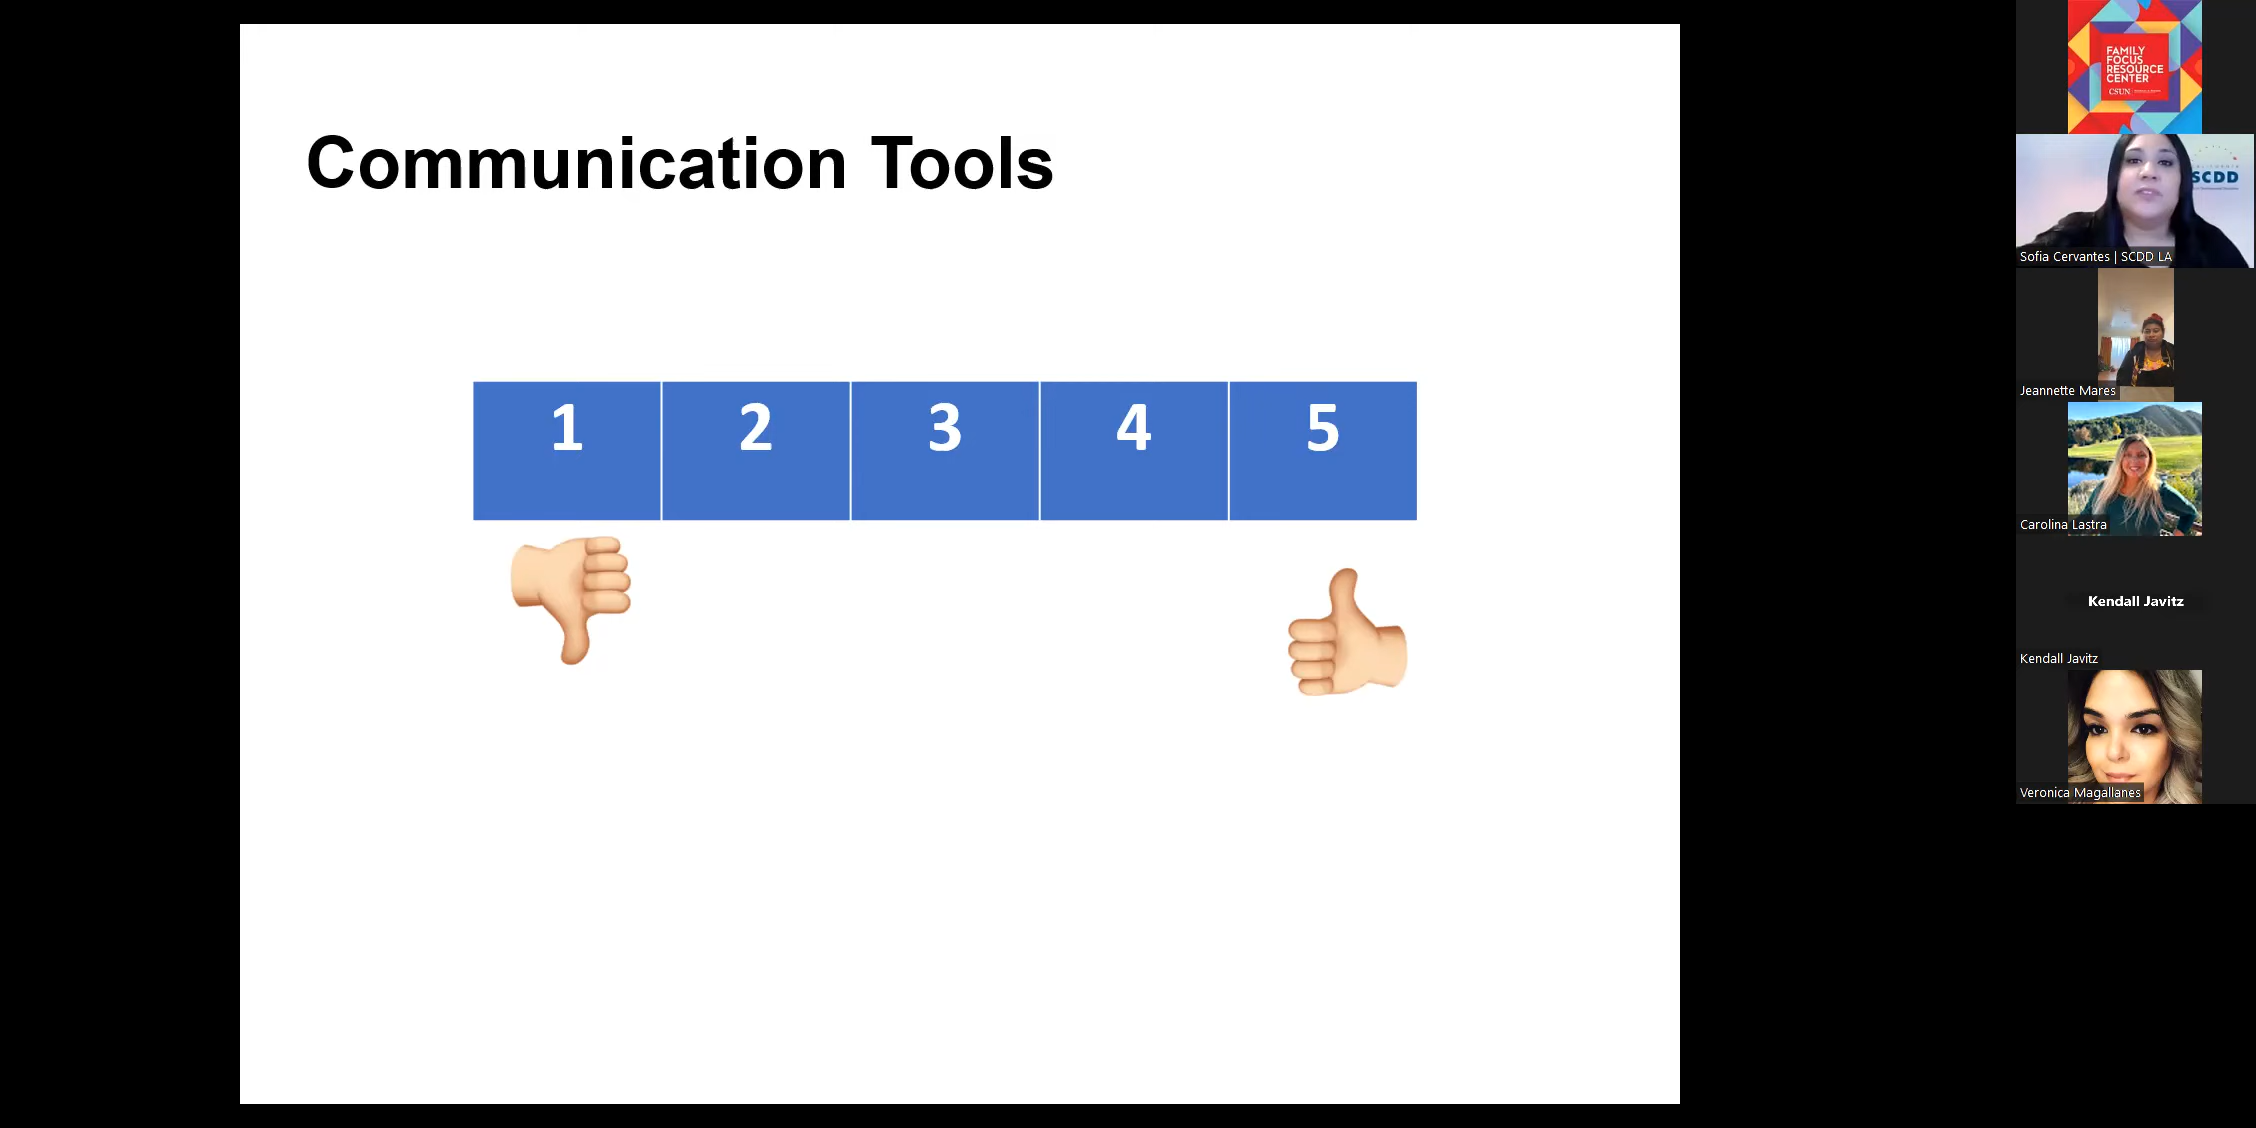 Communication Tools
1 2 3 4 5
FAMILY
FOCUS
RESOURCE
CENTER
CSUN
SCDD
Sofia Cervantes | SCDD LA
Jeannette Mares
Carolina Lastra
Kendall Javitz
Kendall Javitz
Veronica Magallanes